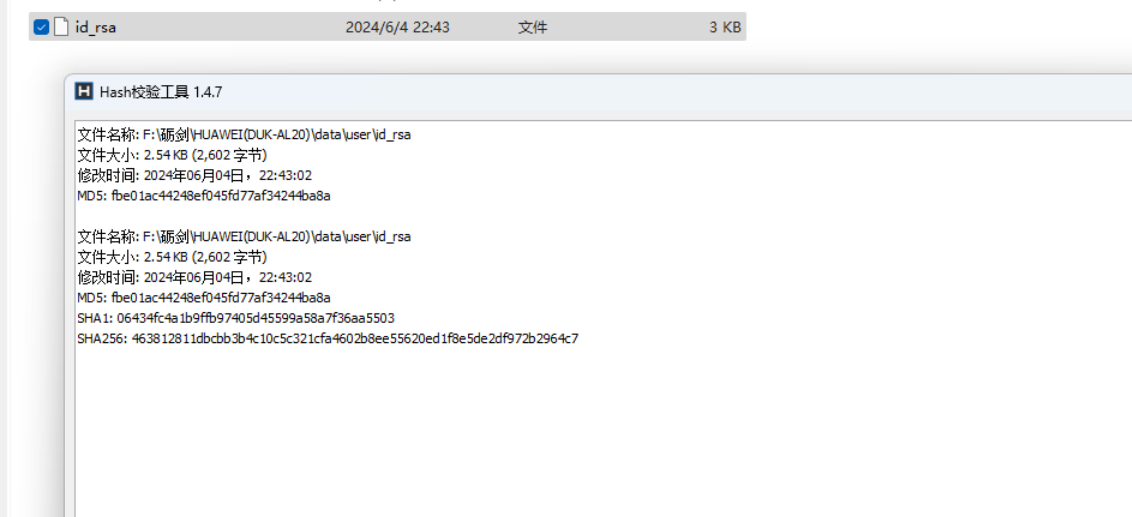 id_rsa 2024/6/4 22:43 文件 3 KB
Hash校验工具 1.4.7
文件名称: F:\砺剑\HUAWEI(DUK-AL20)\data\user\id_rsa
文件大小: 2.54 KB (2,602 字节)
修改时间: 2024年06月04日，22:43:02
MD5: fbe01ac44248ef045fd77af34244ba8a
文件名称: F:\砺剑\HUAWEI(DUK-AL20)\data\user\id_rsa
文件大小: 2.54 KB (2,602 字节)
修改时间: 2024年06月04日，22:43:02
MD5: fbe01ac44248ef045fd77af34244ba8a
SHA1: 06434fc4a1b9ffb97405d45599a58a7f36aa5503
SHA256: 463812811dbcbb3b4c10c5c321cfa4602b8ee55620ed1f8e5de2df972b2964c7